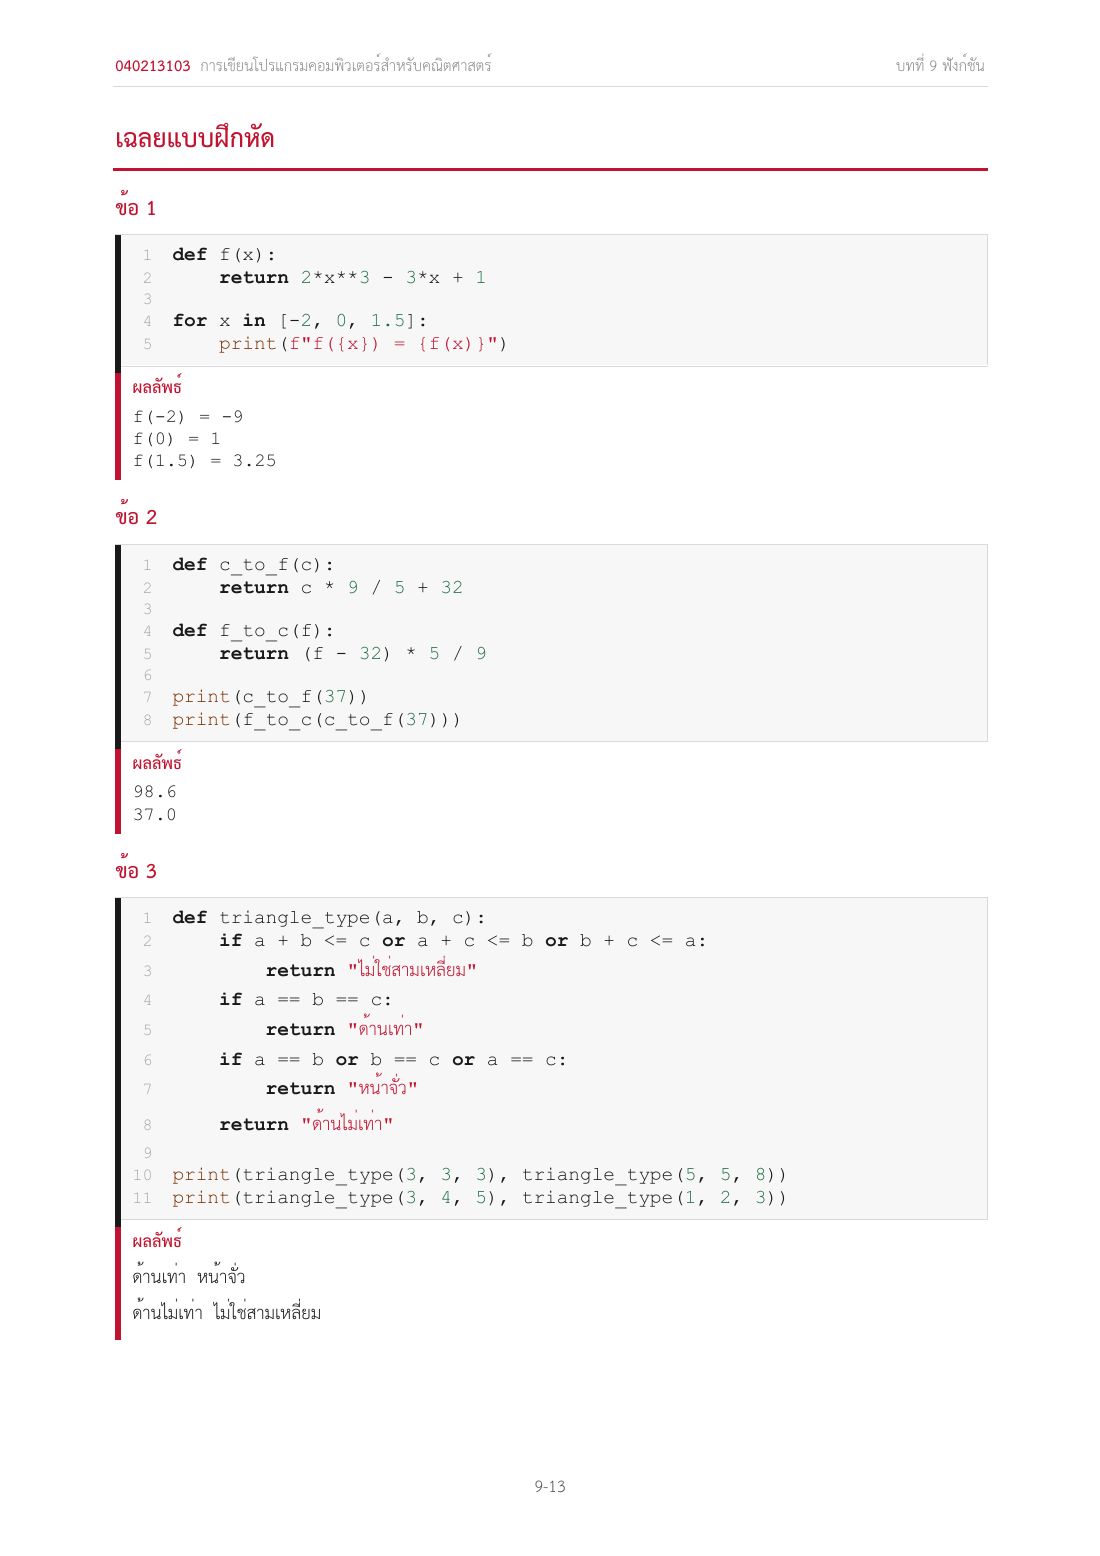 040213103 การเขียนโปรแกรมคอมพิวเตอร์สำหรับคณิตศาสตร์ บทที่ 9 ฟังก์ชัน
เฉลยแบบฝึกหัด
ข้อ 1
1 def f(x):
2     return 2*x**3 - 3*x + 1
3
4 for x in [-2, 0, 1.5]:
5     print(f"f({x}) = {f(x)}")
ผลลัพธ์
f(-2) = -9
f(0) = 1
f(1.5) = 3.25
ข้อ 2
1 def c_to_f(c):
2     return c * 9 / 5 + 32
3
4 def f_to_c(f):
5     return (f - 32) * 5 / 9
6
7 print(c_to_f(37))
8 print(f_to_c(c_to_f(37)))
ผลลัพธ์
98.6
37.0
ข้อ 3
1 def triangle_type(a, b, c):
2     if a + b <= c or a + c <= b or b + c <= a:
3         return "ไม่ใช่สามเหลี่ยม"
4     if a == b == c:
5         return "ด้านเท่า"
6     if a == b or b == c or a == c:
7         return "หน้าจั่ว"
8     return "ด้านไม่เท่า"
9
10 print(triangle_type(3, 3, 3), triangle_type(5, 5, 8))
11 print(triangle_type(3, 4, 5), triangle_type(1, 2, 3))
ผลลัพธ์
ด้านเท่า หน้าจั่ว
ด้านไม่เท่า ไม่ใช่สามเหลี่ยม
9-13